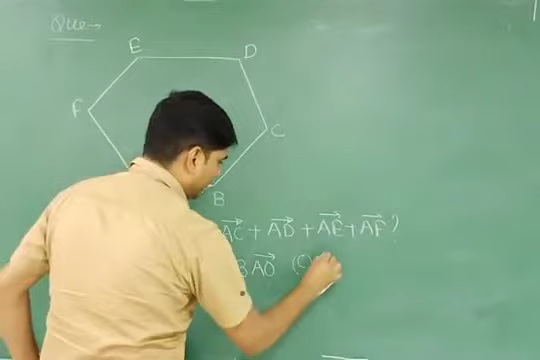 Que→
E D
F C
B
AC + AD + AE + AF ?
3 AO (C)